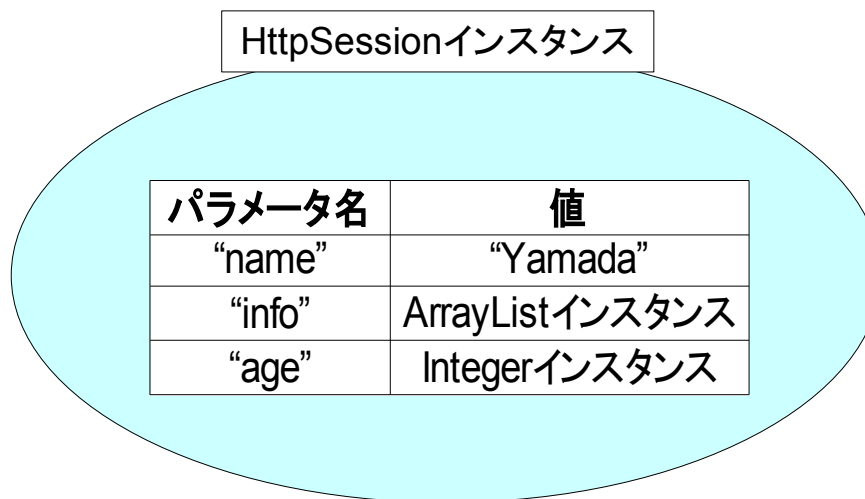 HttpSessionインスタンス
パラメータ名 値
“name” “Yamada”
“info” ArrayListインスタンス
“age” Integerインスタンス